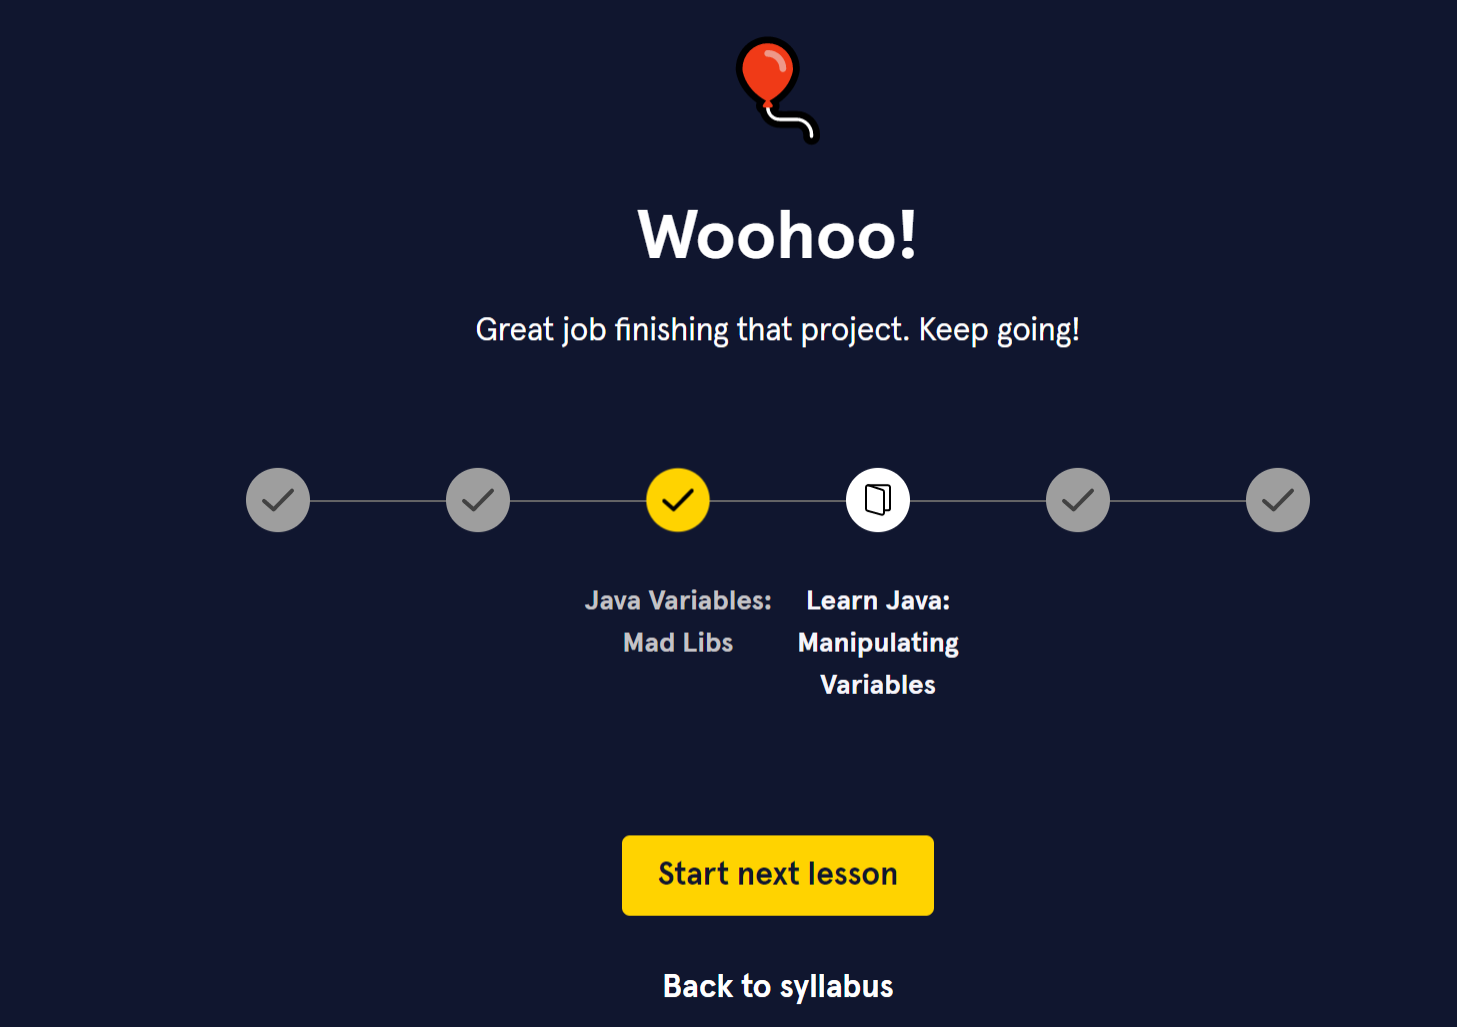 Woohoo!
Great job finishing that project. Keep going!
Java Variables:
Mad Libs
Learn Java:
Manipulating
Variables
Start next lesson
Back to syllabus